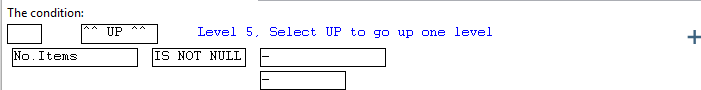 The condition:
^^ UP ^^ Level 5, Select UP to go up one level
No.Items IS NOT NULL –
–